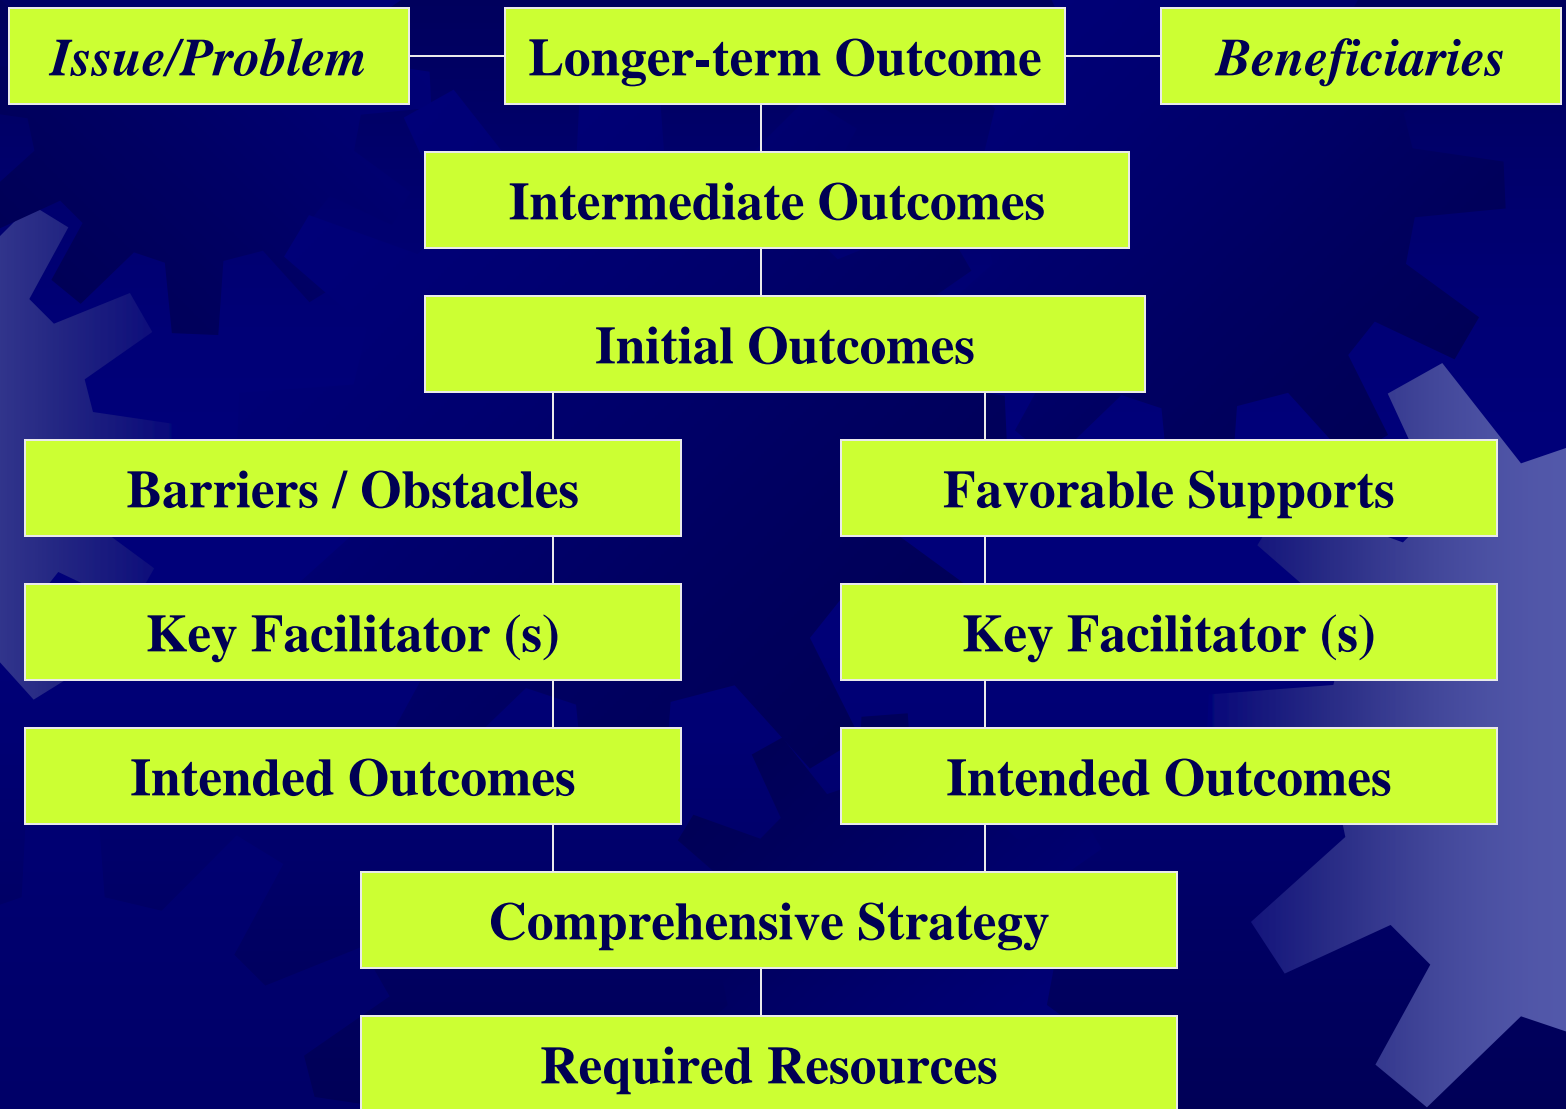 Issue/Problem
Longer-term Outcome
Beneficiaries
Intermediate Outcomes
Initial Outcomes
Barriers / Obstacles
Favorable Supports
Key Facilitator (s)
Key Facilitator (s)
Intended Outcomes
Intended Outcomes
Comprehensive Strategy
Required Resources